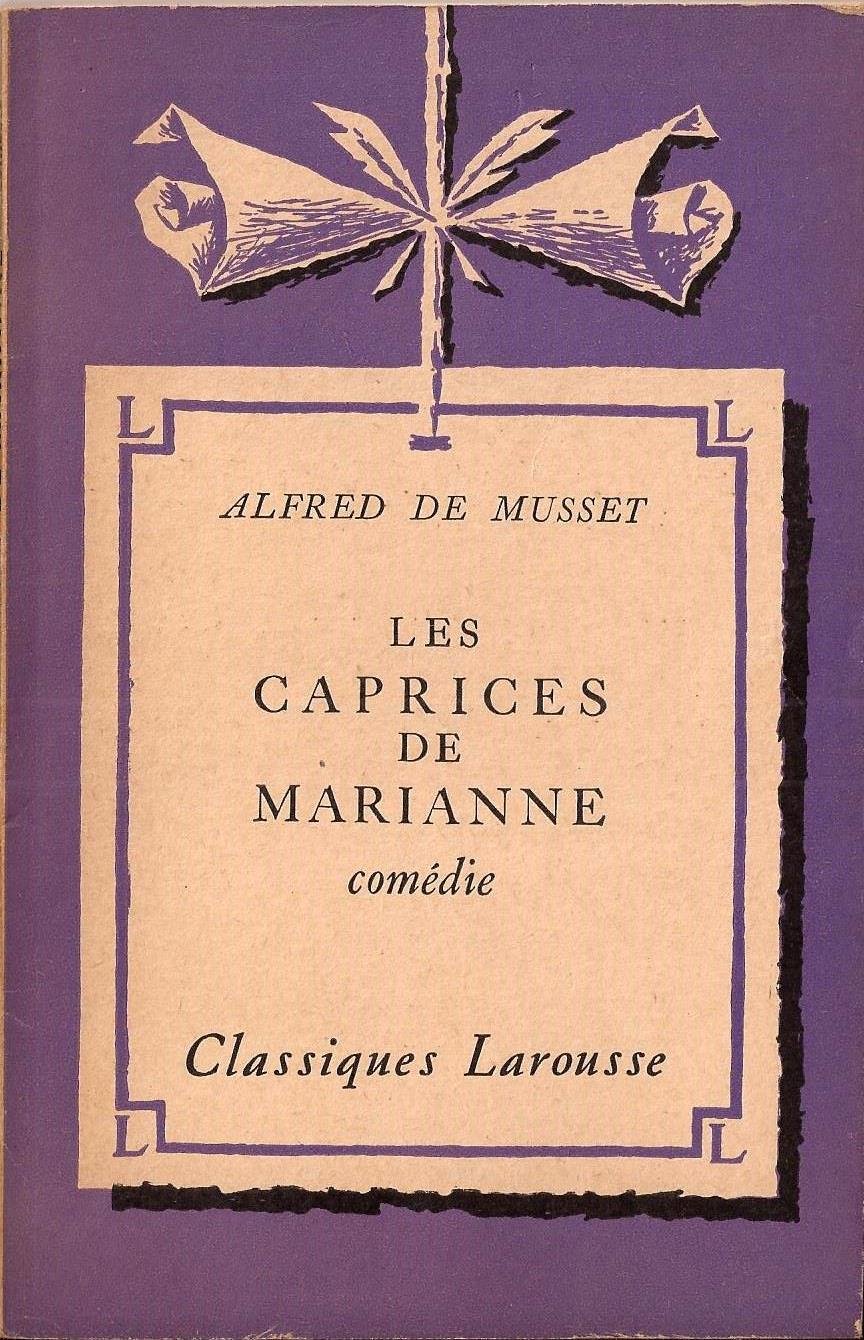 L L
ALFRED DE MUSSET
LES
CAPRICES
DE
MARIANNE
comédie
Classiques Larousse
L L